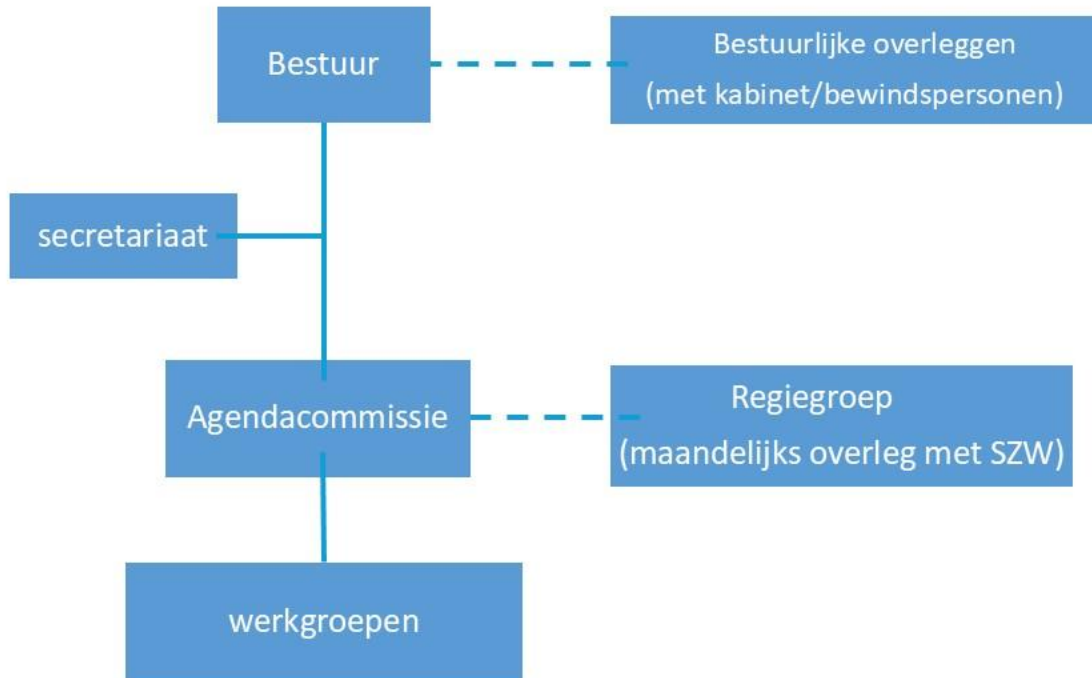 Bestuur
Bestuurlijke overleggen
(met kabinet/bewindspersonen)
secretariaat
Agendacommissie
Regiegroep
(maandelijks overleg met SZW)
werkgroepen